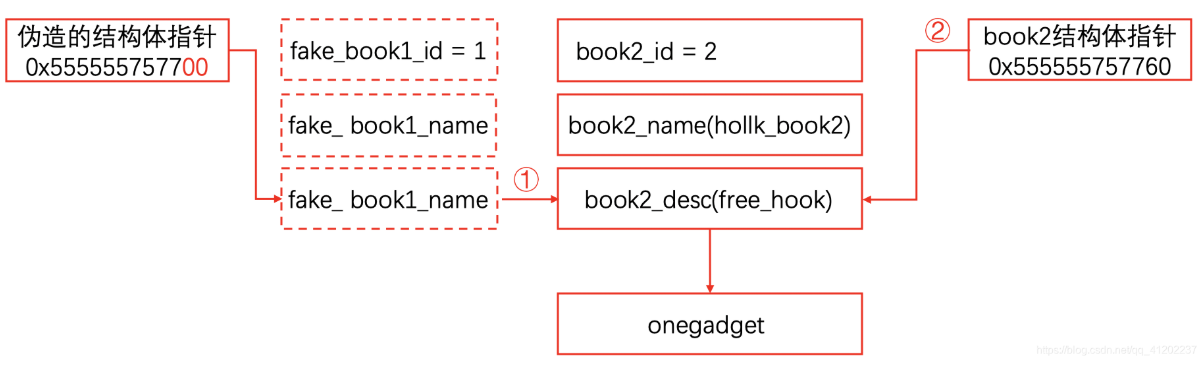 伪造的结构体指针
0x555555757700
fake_book1_id = 1
book2_id = 2
②
book2结构体指针
0x555555757760
fake_ book1_name
book2_name(hollk_book2)
fake_ book1_name
①
book2_desc(free_hook)
onegadget
https://blog.csdn.net/qq_41202237